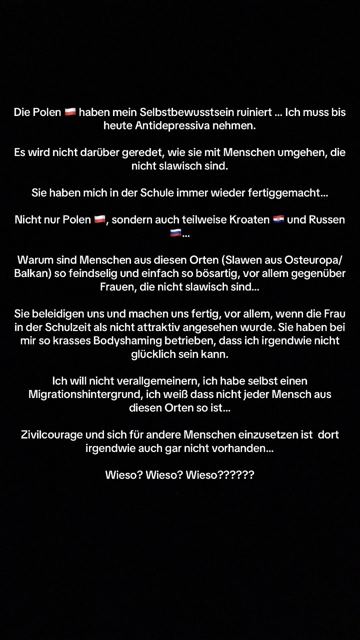 Die Polen 🇵🇱 haben mein Selbstbewusstsein ruiniert ... Ich muss bis
heute Antidepressiva nehmen.
Es wird nicht darüber geredet, wie sie mit Menschen umgehen, die
nicht slawisch sind.
Sie haben mich in der Schule immer wieder fertiggemacht...
Nicht nur Polen 🇵🇱, sondern auch teilweise Kroaten 🇭🇷 und Russen
🇷🇺...
Warum sind Menschen aus diesen Orten (Slawen aus Osteuropa/
Balkan) so feindselig und einfach so bösartig, vor allem gegenüber
Frauen, die nicht slawisch sind...
Sie beleidigen uns und machen uns fertig, vor allem, wenn die Frau
in der Schulzeit als nicht attraktiv angesehen wurde. Sie haben bei
mir so krasses Bodyshaming betrieben, dass ich irgendwie nicht
glücklich sein kann.
Ich will nicht verallgemeinern, ich habe selbst einen
Migrationshintergrund, ich weiß dass nicht jeder Mensch aus
diesen Orten so ist...
Zivilcourage und sich für andere Menschen einzusetzen ist dort
irgendwie auch gar nicht vorhanden...
Wieso? Wieso? Wieso??????